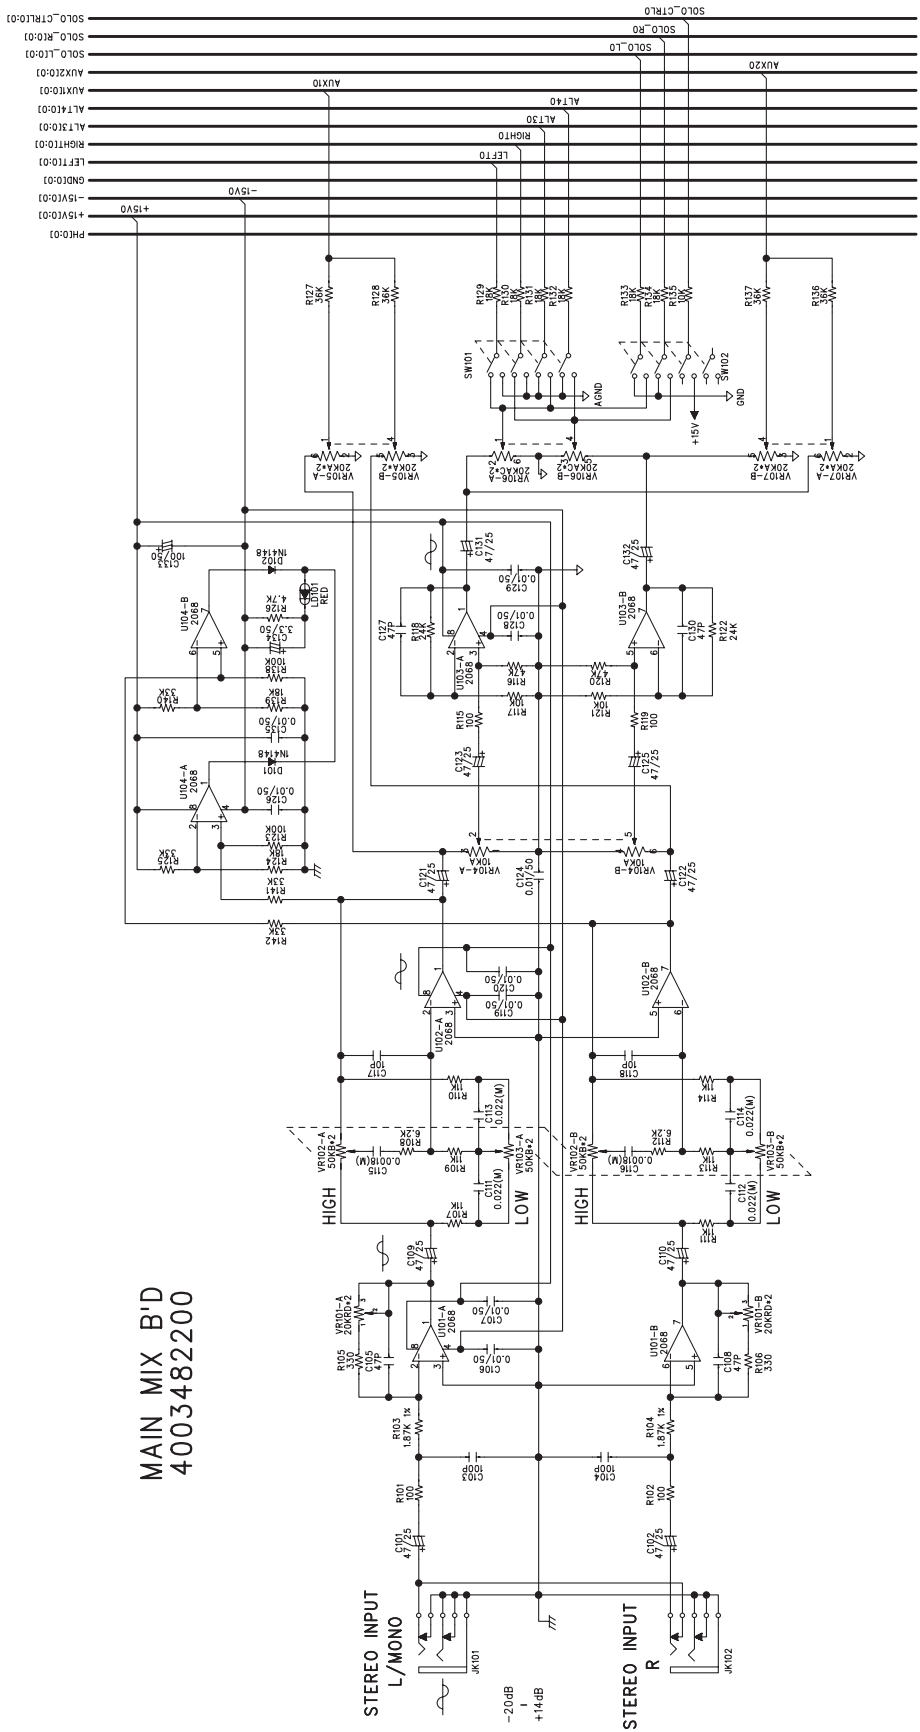 MAIN MIX B'D
4003482200
SOLO_CTRL[0:0]
SOLO_R[0:0]
SOLO_L[0:0]
AUX2[0:0]
AUX1[0:0]
ALT4[0:0]
ALT3[0:0]
RIGHT[0:0]
LEFT[0:0]
GND[0:0]
-15V[0:0]
+15V[0:0]
PH[0:0]
SOLO_CTRL0
SOLO_R0
SOLO_L0
AUX20
AUX10
ALT40
ALT30
RIGHT0
LEFT0
-15V0
+15V0
R127
36K
R128
36K
R129
18K
R130
18K
R131
18K
R132
18K
R133
18K
R134
18K
R135
10K
R137
36K
R136
36K
SW101
SW102
AGND
GND
+15V
VR105-A
20KA*2
VR105-B
20KA*2
VR106-A
20KAC*2
VR106-B
20KAC*2
VR107-B
20KA*2
VR107-A
20KA*2
C133
100/50
D102
1N4148
U104-B
2068
LD101
RED
R126
4.7K
C134
3.3/50
R138
100K
R139
18K
R140
33K
C135
0.01/50
D101
1N4148
U104-A
2068
C126
0.01/50
R123
100K
R124
18K
R125
33K
R141
33K
R142
33K
C131
47/25
C132
47/25
C129
0.01/50
C128
0.01/50
C127
47P
R118
24K
U103-A
2068
U103-B
2068
C130
47P
R122
24K
R116
47K
R120
47K
R117
10K
R121
10K
R115
100
R119
100
C123
47/25
C125
47/25
VR104-A
10KA
VR104-B
10KA
C121
47/25
C124
0.01/50
C122
47/25
U102-A
2068
U102-B
2068
C120
0.01/50
C119
0.01/50
C117
10P
C118
10P
R110
11K
R114
11K
C113
0.022(M)
C114
0.022(M)
VR102-A
50KB*2
C115
0.0018(M)
R108
6.2K
R109
11K
VR103-A
50KB*2
VR102-B
50KB*2
C116
0.0018(M)
R112
6.2K
R113
11K
VR103-B
50KB*2
C111
0.022(M)
C112
0.022(M)
R107
11K
R111
11K
HIGH
LOW
HIGH
LOW
C109
47/25
C110
47/25
VR101-A
20KRD*2
R105
330
C105
47P
U101-A
2068
C107
0.01/50
C106
0.01/50
U101-B
2068
C108
47P
VR101-B
20KRD*2
R106
330
R103
1.87K 1%
R104
1.87K 1%
C103
100P
C104
100P
R101
100
R102
100
C101
47/25
C102
47/25
STEREO INPUT
L/MONO
JK101
-20dB
|
+14dB
STEREO INPUT
R
JK102